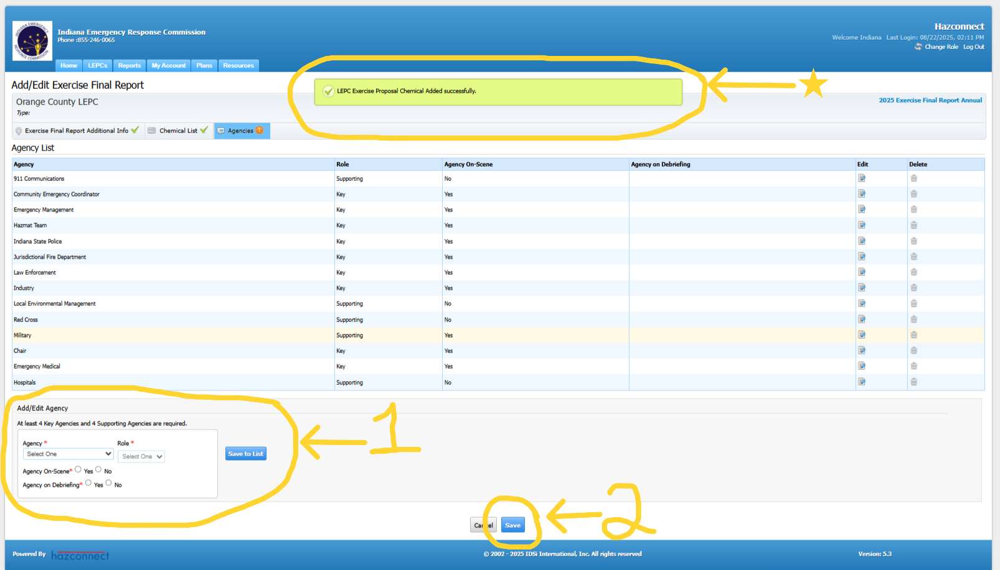 INDIANA EMERGENCY RESPONSE COMMISSION
Indiana Emergency Response Commission
Phone :855-246-0065
Hazconnect
Welcome Indiana Last Login: 08/22/2025, 02:11 PM
Change Role Log Out
Home LEPCs Reports My Account Plans Resources
Add/Edit Exercise Final Report
LEPC Exercise Proposal Chemical Added successfully.
Orange County LEPC
2025 Exercise Final Report Annual
Type:
Exercise Final Report Additional Info Chemical List Agencies
Agency List
Agency Role Agency On-Scene Agency on Debriefing Edit Delete
911 Communications Supporting No
Community Emergency Coordinator Key Yes
Emergency Management Key Yes
Hazmat Team Key Yes
Indiana State Police Key Yes
Jurisdictional Fire Department Key Yes
Law Enforcement Key Yes
Industry Key Yes
Local Environmental Management Supporting No
Red Cross Supporting No
Military Supporting Yes
Chair Key Yes
Emergency Medical Key Yes
Hospitals Supporting No
Add/Edit Agency
At least 4 Key Agencies and 4 Supporting Agencies are required.
Agency * Role *
Select One Select One
Save to List
Agency On-Scene* Yes No
Agency on Debriefing* Yes No
1
Cancel Save
2
Powered By hazconnect
© 2002 - 2025 IDSi International, Inc. All rights reserved
Version: 5.3